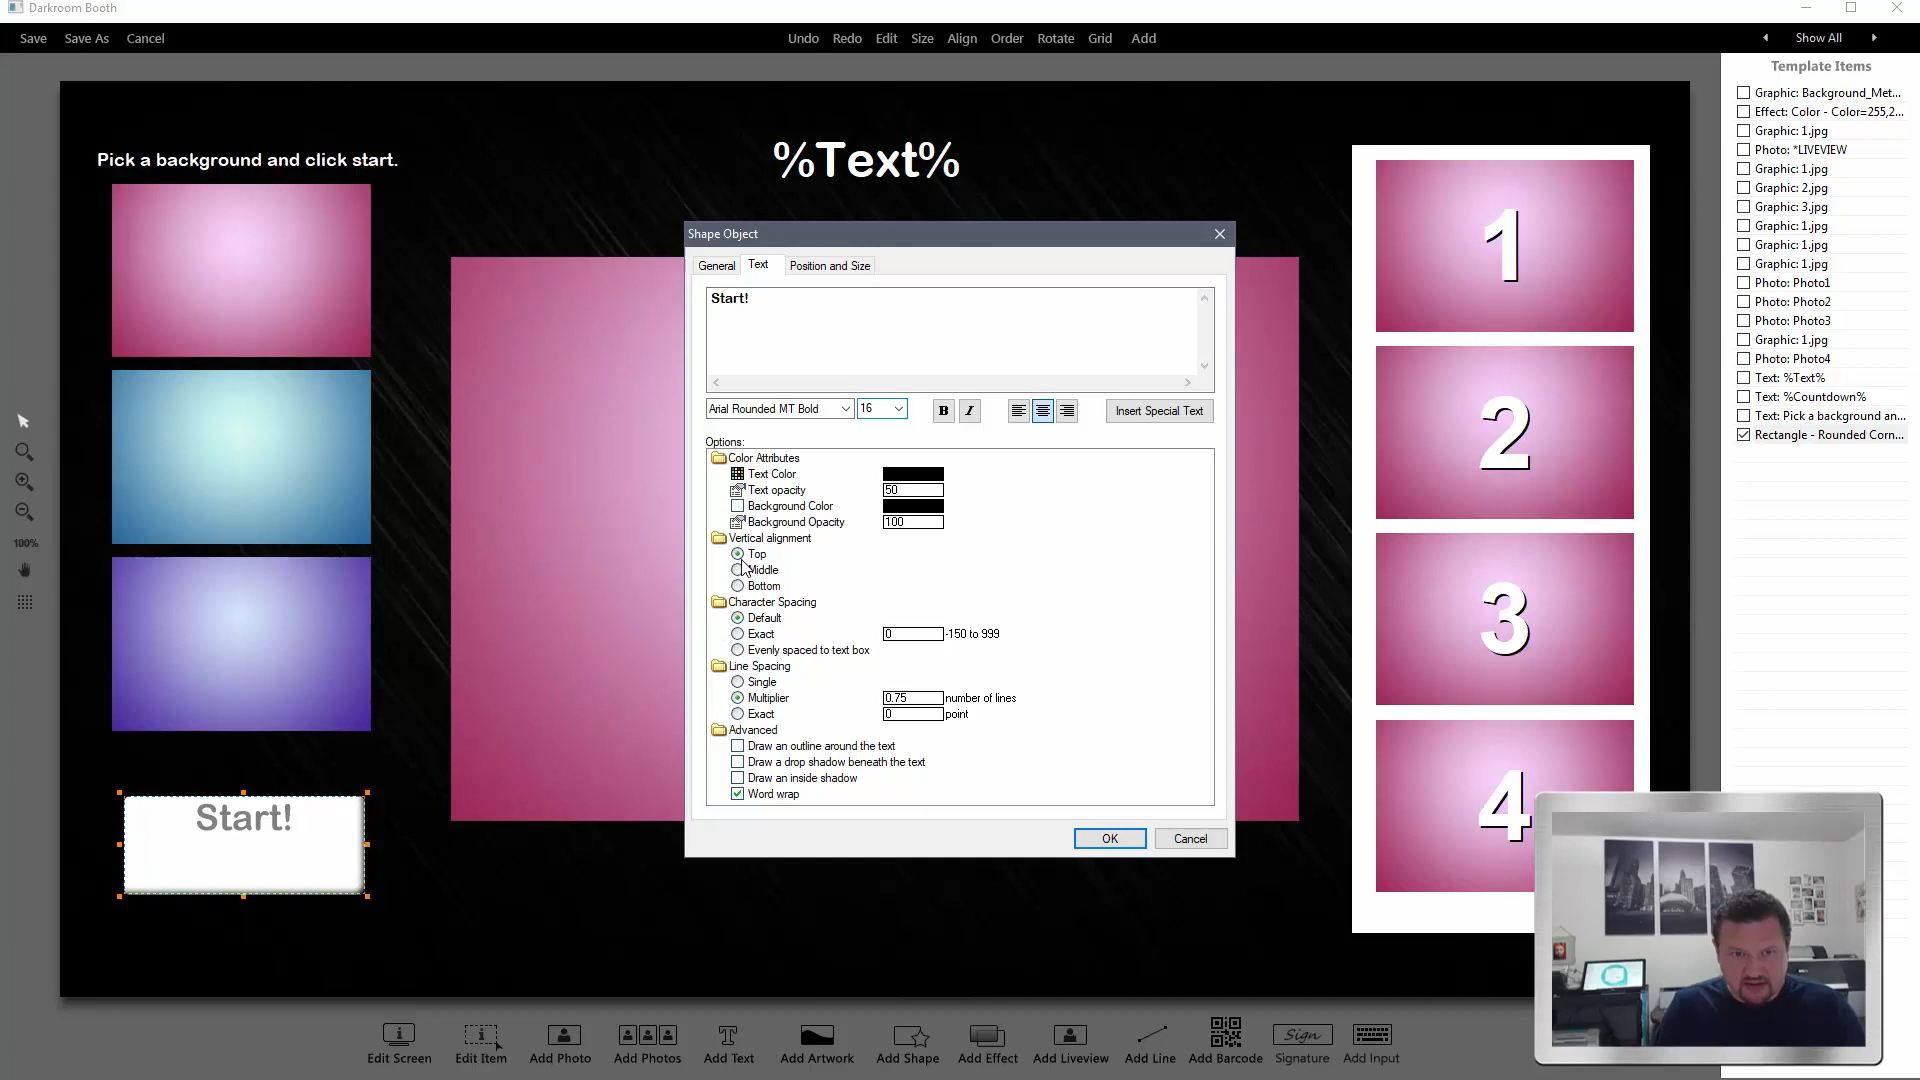 Darkroom Booth
Save Save As Cancel Undo Redo Edit Size Align Order Rotate Grid Add Show All
Template Items
Graphic: Background_Met...
Effect: Color - Color=255,2...
Graphic: 1.jpg
Photo: *LIVEVIEW
Graphic: 1.jpg
Graphic: 2.jpg
Graphic: 3.jpg
Graphic: 1.jpg
Graphic: 1.jpg
Graphic: 1.jpg
Photo: Photo1
Photo: Photo2
Photo: Photo3
Graphic: 1.jpg
Photo: Photo4
Text: %Text%
Text: %Countdown%
Text: Pick a background an...
Rectangle - Rounded Corn...
Pick a background and click start.
%Text%
Start!
1
2
3
4
100%
Shape Object
General Text Position and Size
Start!
Arial Rounded MT Bold 16 B I Insert Special Text
Options:
Color Attributes
Text Color
Text opacity 50
Background Color
Background Opacity 100
Vertical alignment
Top
Middle
Bottom
Character Spacing
Default
Exact 0 -150 to 999
Evenly spaced to text box
Line Spacing
Single
Multiplier 0.75 number of lines
Exact 0 point
Advanced
Draw an outline around the text
Draw a drop shadow beneath the text
Draw an inside shadow
Word wrap
OK Cancel
Edit Screen Edit Item Add Photo Add Photos Add Text Add Artwork Add Shape Add Effect Add Liveview Add Line Add Barcode Sign Signature Add Input